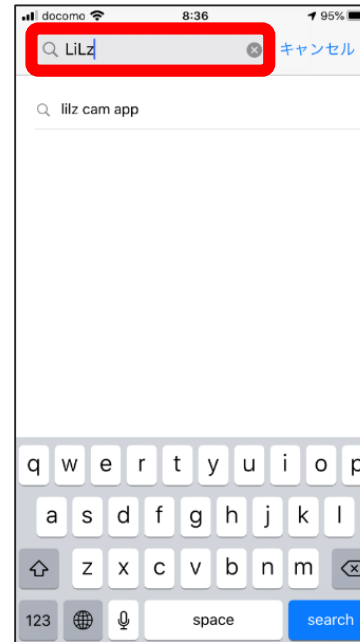 docomo 8:36 95%
LiLz キャンセル
lilz cam app
q w e r t y u i o p
a s d f g h j k l
z x c v b n m
123 space search